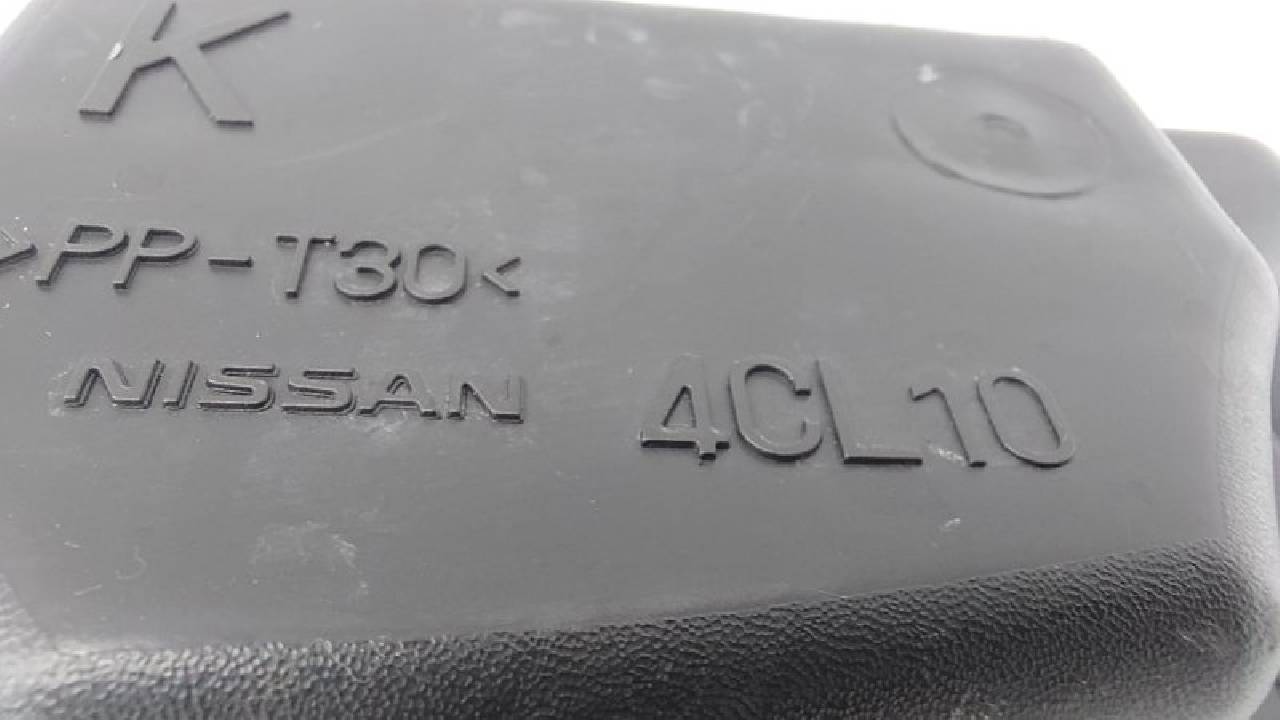 K
>PP-T30<
NISSAN 4CL10